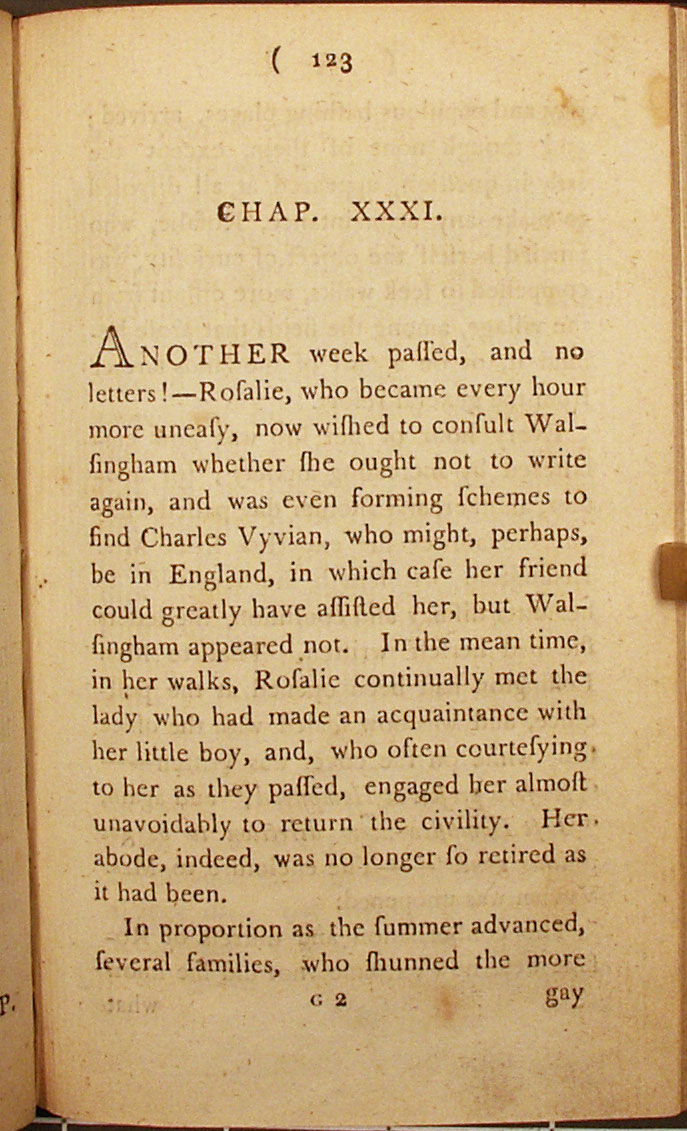 ( 123
CHAP. XXXI.
ANOTHER week paſſed, and no
letters!—Roſalie, who became every hour
more uneaſy, now wiſhed to conſult Wal-
ſingham whether ſhe ought not to write
again, and was even forming ſchemes to
find Charles Vyvian, who might, perhaps,
be in England, in which caſe her friend
could greatly have aſſiſted her, but Wal-
ſingham appeared not. In the mean time,
in her walks, Roſalie continually met the
lady who had made an acquaintance with
her little boy, and, who often courteſying
to her as they paſſed, engaged her almoſt
unavoidably to return the civility. Her
abode, indeed, was no longer ſo retired as
it had been.
In proportion as the ſummer advanced,
ſeveral families, who ſhunned the more
G 2 gay
P.